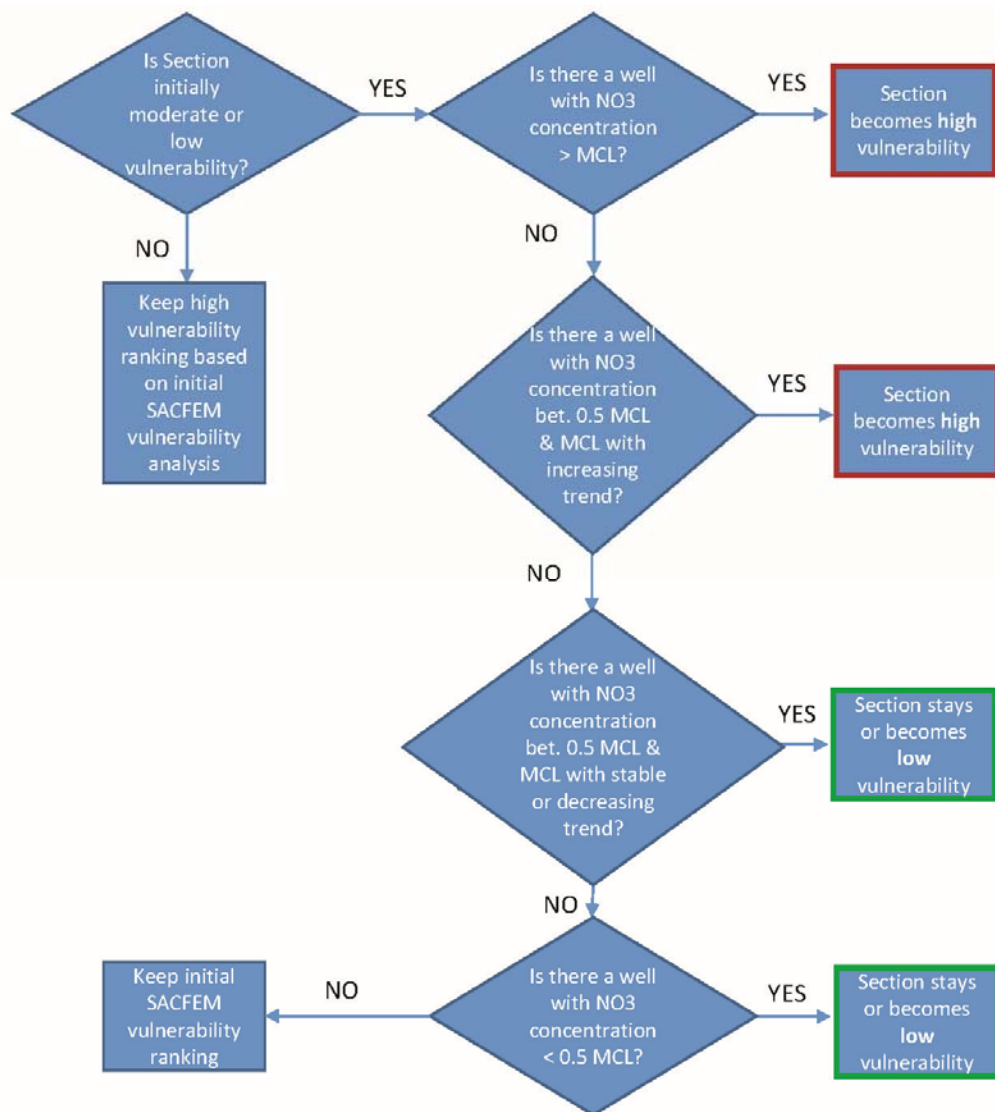 Is Section
initially
moderate or
low
vulnerability?
YES
Is there a well
with NO3
concentration
> MCL?
YES
Section
becomes high
vulnerability
NO
NO
Keep high
vulnerability
ranking based
on initial
SACFEM
vulnerability
analysis
Is there a well
with NO3
concentration
bet. 0.5 MCL
& MCL with
increasing
trend?
YES
Section
becomes high
vulnerability
NO
Is there a well
with NO3
concentration
bet. 0.5 MCL &
MCL with stable
or decreasing
trend?
YES
Section stays
or becomes
low
vulnerability
NO
Is there a well
with NO3
concentration
< 0.5 MCL?
NO
Keep initial
SACFEM
vulnerability
ranking
YES
Section stays
or becomes
low
vulnerability